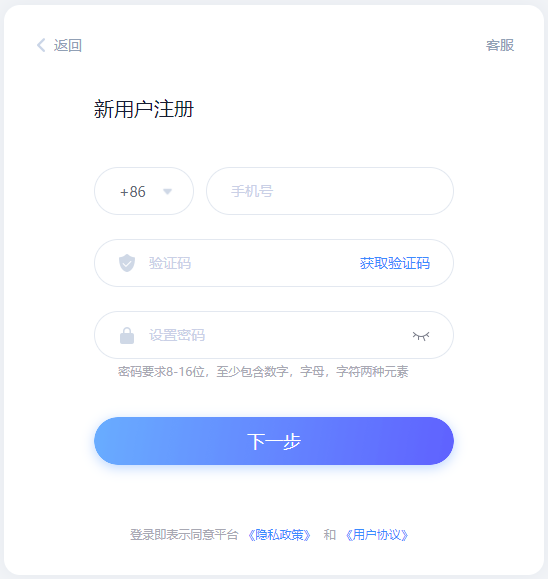 返回 客服
新用户注册
+86 手机号
验证码 获取验证码
设置密码
密码要求8-16位，至少包含数字，字母，字符两种元素
下一步
登录即表示同意平台《隐私政策》 和 《用户协议》